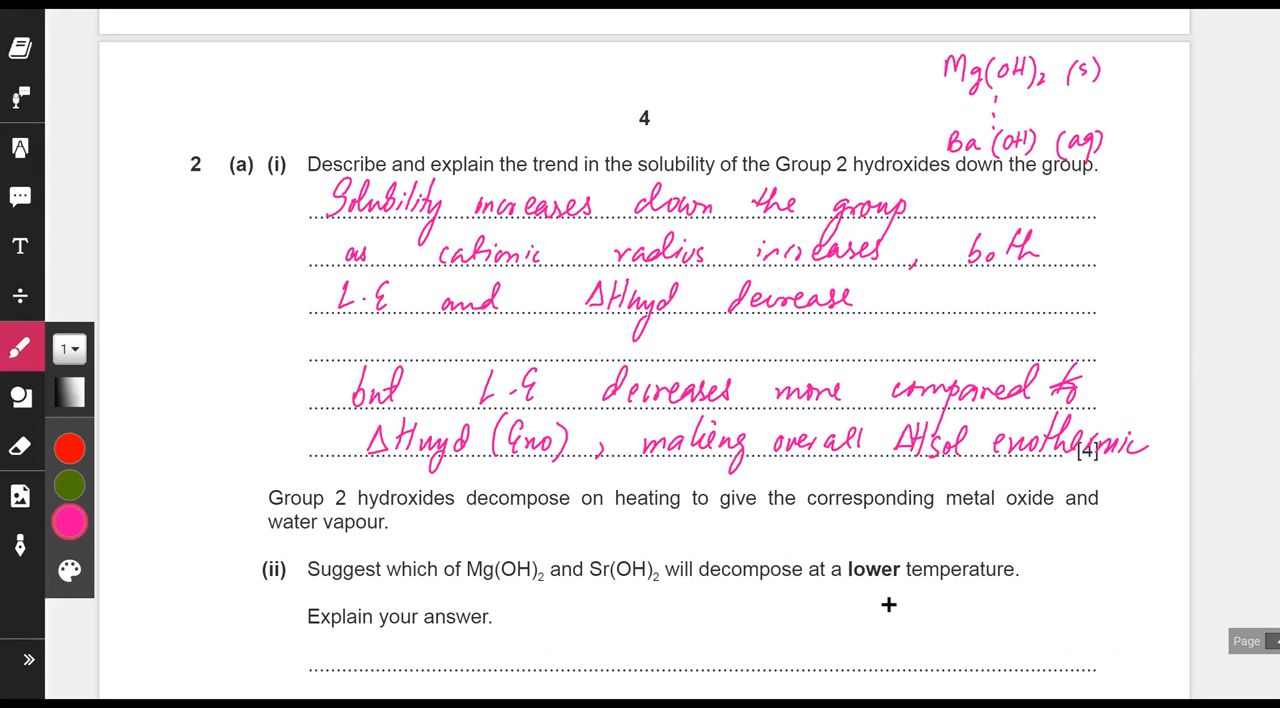 Mg(OH)₂ (s)
4
Ba(OH) (aq)
2 (a) (i) Describe and explain the trend in the solubility of the Group 2 hydroxides down the group.
Solubility increases down the group
as cationic radius increases, both
L.E and ΔHhyd decrease
but L.E decreases more compared to
ΔHhyd (Exo), making overall ΔHsol exothermic
[4]
Group 2 hydroxides decompose on heating to give the corresponding metal oxide and
water vapour.
(ii) Suggest which of Mg(OH)₂ and Sr(OH)₂ will decompose at a lower temperature.
Explain your answer.
1
T
Page 4